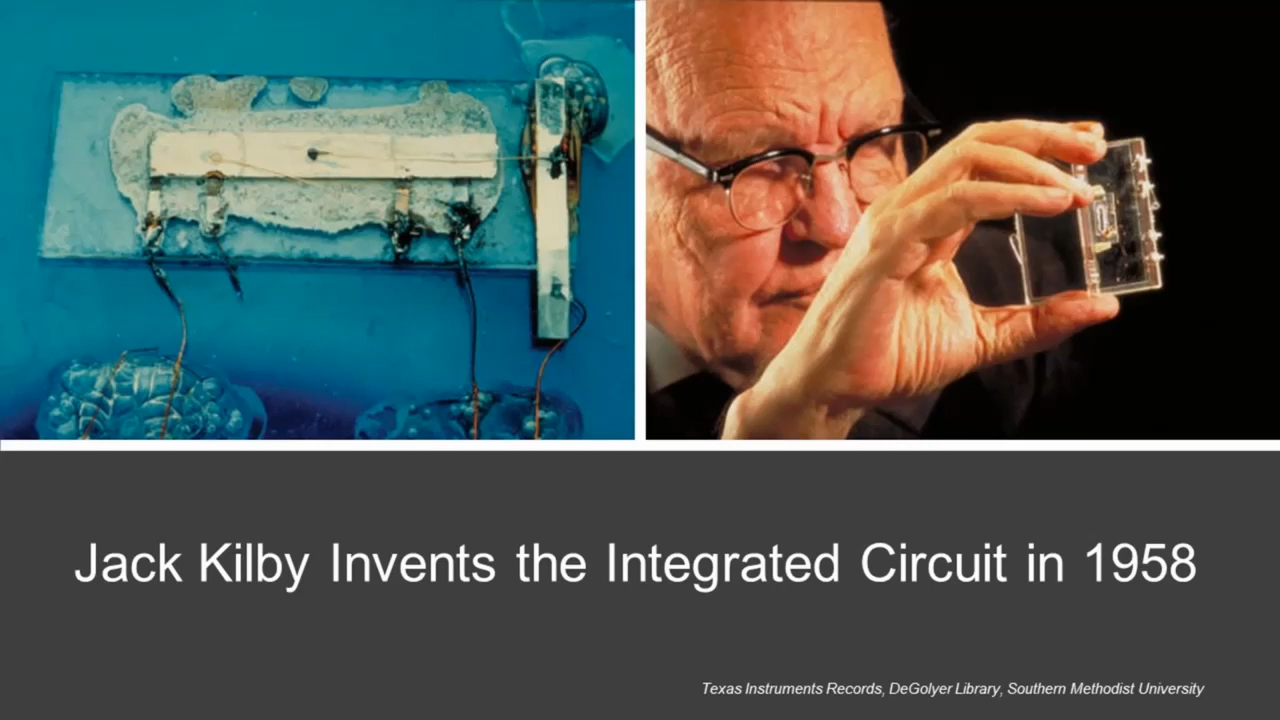 Jack Kilby Invents the Integrated Circuit in 1958
Texas Instruments Records, DeGolyer Library, Southern Methodist University